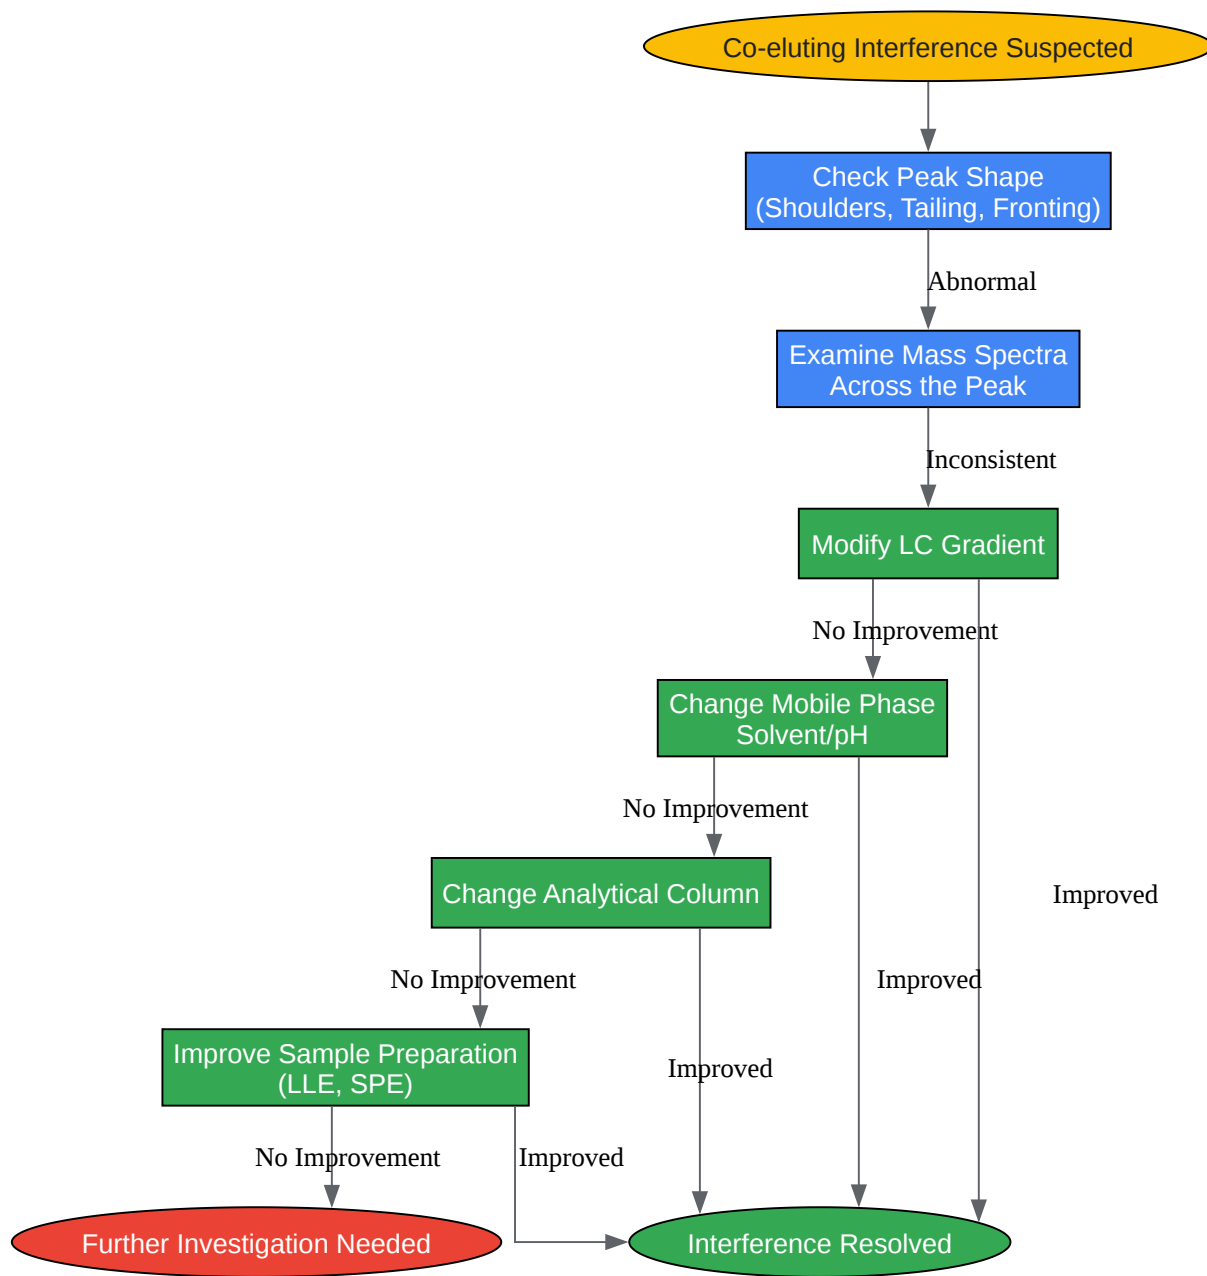 Co-eluting Interference Suspected
Check Peak Shape
(Shoulders, Tailing, Fronting)
Abnormal
Examine Mass Spectra
Across the Peak
Inconsistent
Modify LC Gradient
No Improvement
Change Mobile Phase
Solvent/pH
No Improvement
Change Analytical Column
Improved
No Improvement
Improved
Improve Sample Preparation
(LLE, SPE)
Improved
No Improvement
Improved
Further Investigation Needed
Interference Resolved